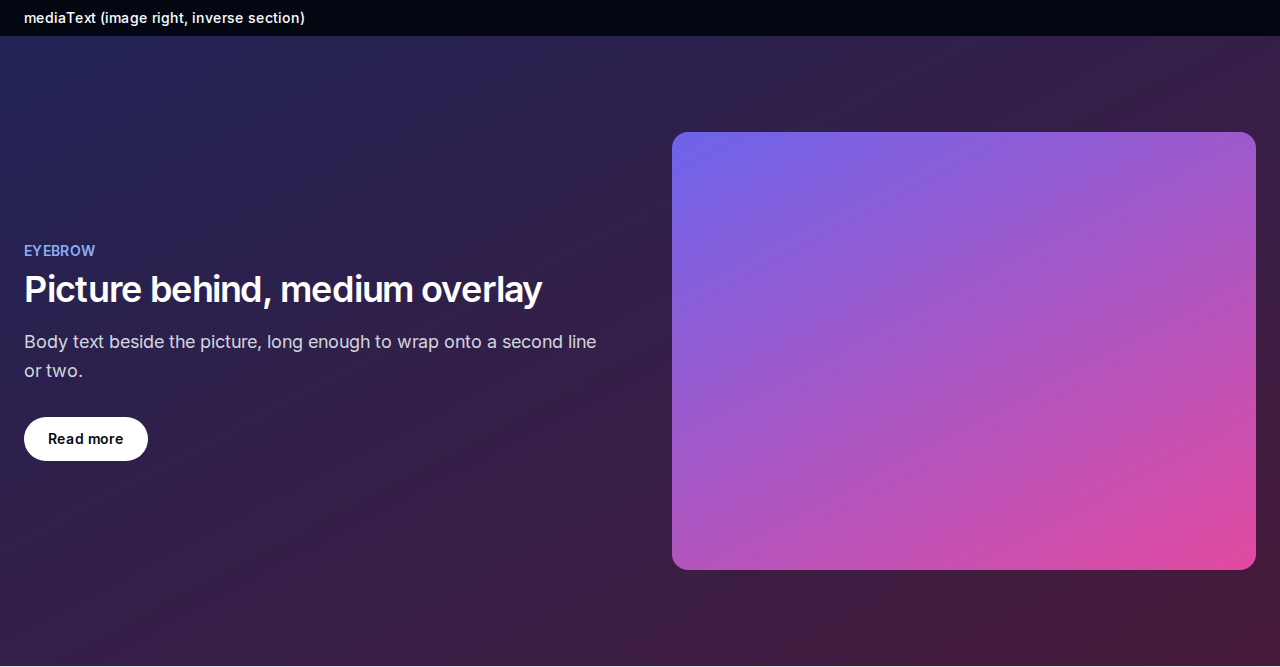 mediaText (image right, inverse section)
EYEBROW
Picture behind, medium overlay
Body text beside the picture, long enough to wrap onto a second line
or two.
Read more